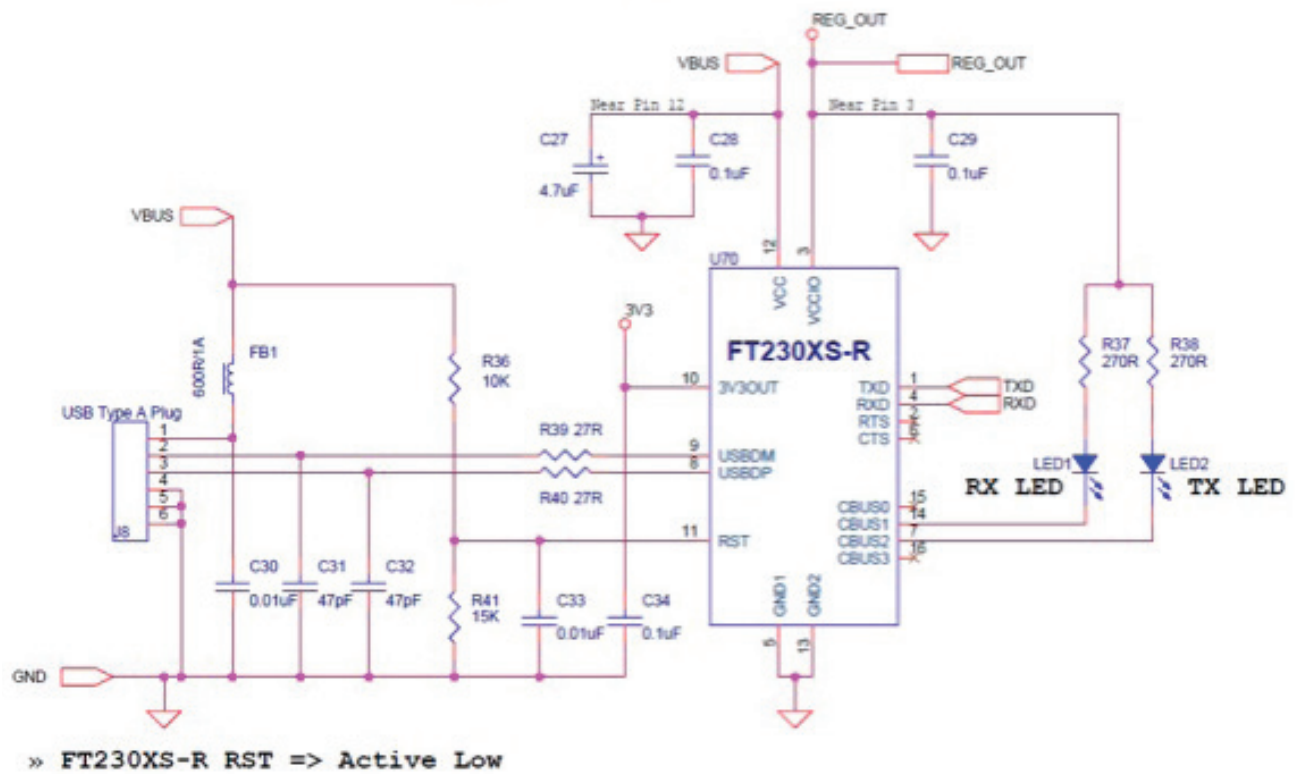 REG_OUT
VBUS
REG_OUT
Near Pin 12
Near Pin 3
C27
4.7uF
C28
0.1uF
C29
0.1uF
VBUS
12
3
U70
VCC
VCCIO
FT230XS-R
3V3
600R/1A
FB1
R36
10K
R37
270R
R38
270R
10
3V3OUT
TXD
1
TXD
RXD
4
RXD
RTS
2
CTS
USB Type A Plug
1
2
3
4
5
6
J8
R39 27R
9
USBDM
8
USBDP
R40 27R
LED1
RX LED
LED2
TX LED
CBUS0
15
CBUS1
14
CBUS2
7
CBUS3
16
11
RST
C30
0.01uF
C31
47pF
C32
47pF
R41
15K
C33
0.01uF
C34
0.1uF
GND1
GND2
5
13
GND
» FT230XS-R RST => Active Low